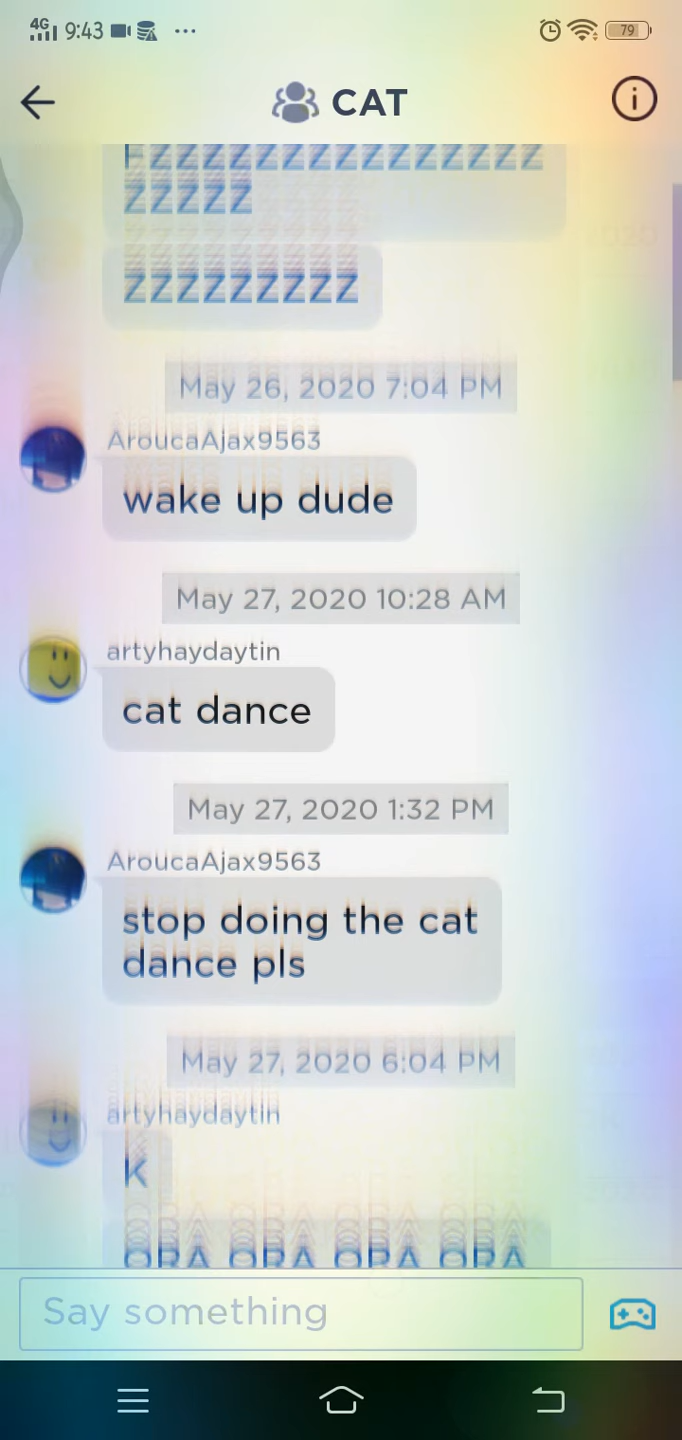 4G 9:43 79
CAT
FZZZZZZZZZZZZZZZ
ZZZZZ
ZZZZZZZZZ
May 26, 2020 7:04 PM
AroucaAjax9563
wake up dude
May 27, 2020 10:28 AM
artyhaydaytin
cat dance
May 27, 2020 1:32 PM
AroucaAjax9563
stop doing the cat
dance pls
May 27, 2020 6:04 PM
artyhaydaytin
K
ORA ORA ORA ORA
Say something